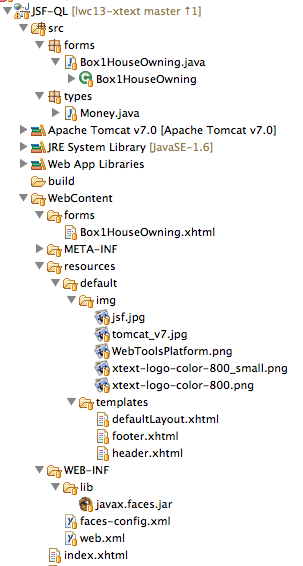 JSF-QL [lwc13-xtext master ↑1]
src
forms
Box1HouseOwning.java
Box1HouseOwning
types
Money.java
Apache Tomcat v7.0 [Apache Tomcat v7.0]
JRE System Library [JavaSE-1.6]
Web App Libraries
build
WebContent
forms
Box1HouseOwning.xhtml
META-INF
resources
default
img
jsf.jpg
tomcat_v7.jpg
WebToolsPlatform.png
xtext-logo-color-800_small.png
xtext-logo-color-800.png
templates
defaultLayout.xhtml
footer.xhtml
header.xhtml
WEB-INF
lib
javax.faces.jar
faces-config.xml
web.xml
index.xhtml